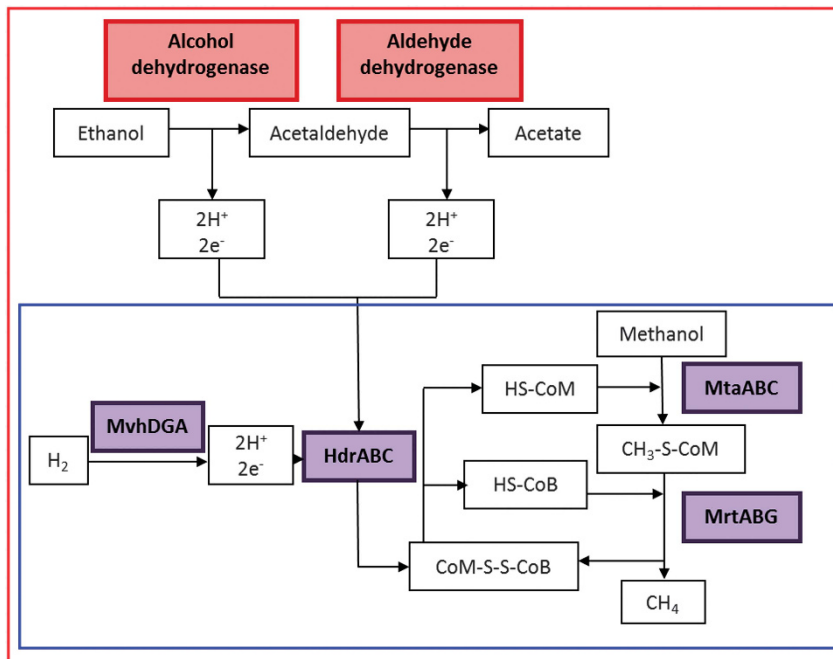 Alcohol
dehydrogenase
Aldehyde
dehydrogenase
Ethanol
Acetaldehyde
Acetate
2H⁺
2e⁻
2H⁺
2e⁻
Methanol
HS-CoM
MtaABC
MvhDGA
H₂
2H⁺
2e⁻
HdrABC
CH₃-S-CoM
HS-CoB
MrtABG
CoM-S-S-CoB
CH₄